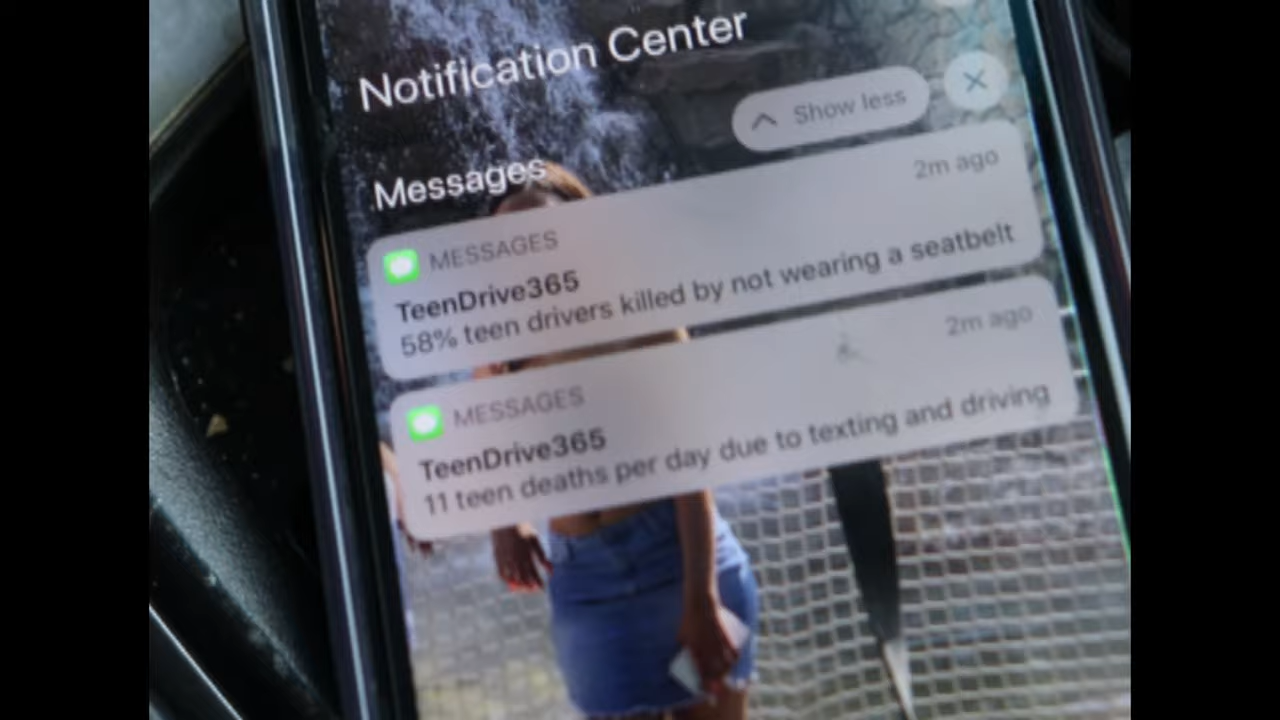 Notification Center
Show less
Messages
MESSAGES
2m ago
TeenDrive365
58% teen drivers killed by not wearing a seatbelt
MESSAGES
2m ago
TeenDrive365
11 teen deaths per day due to texting and driving